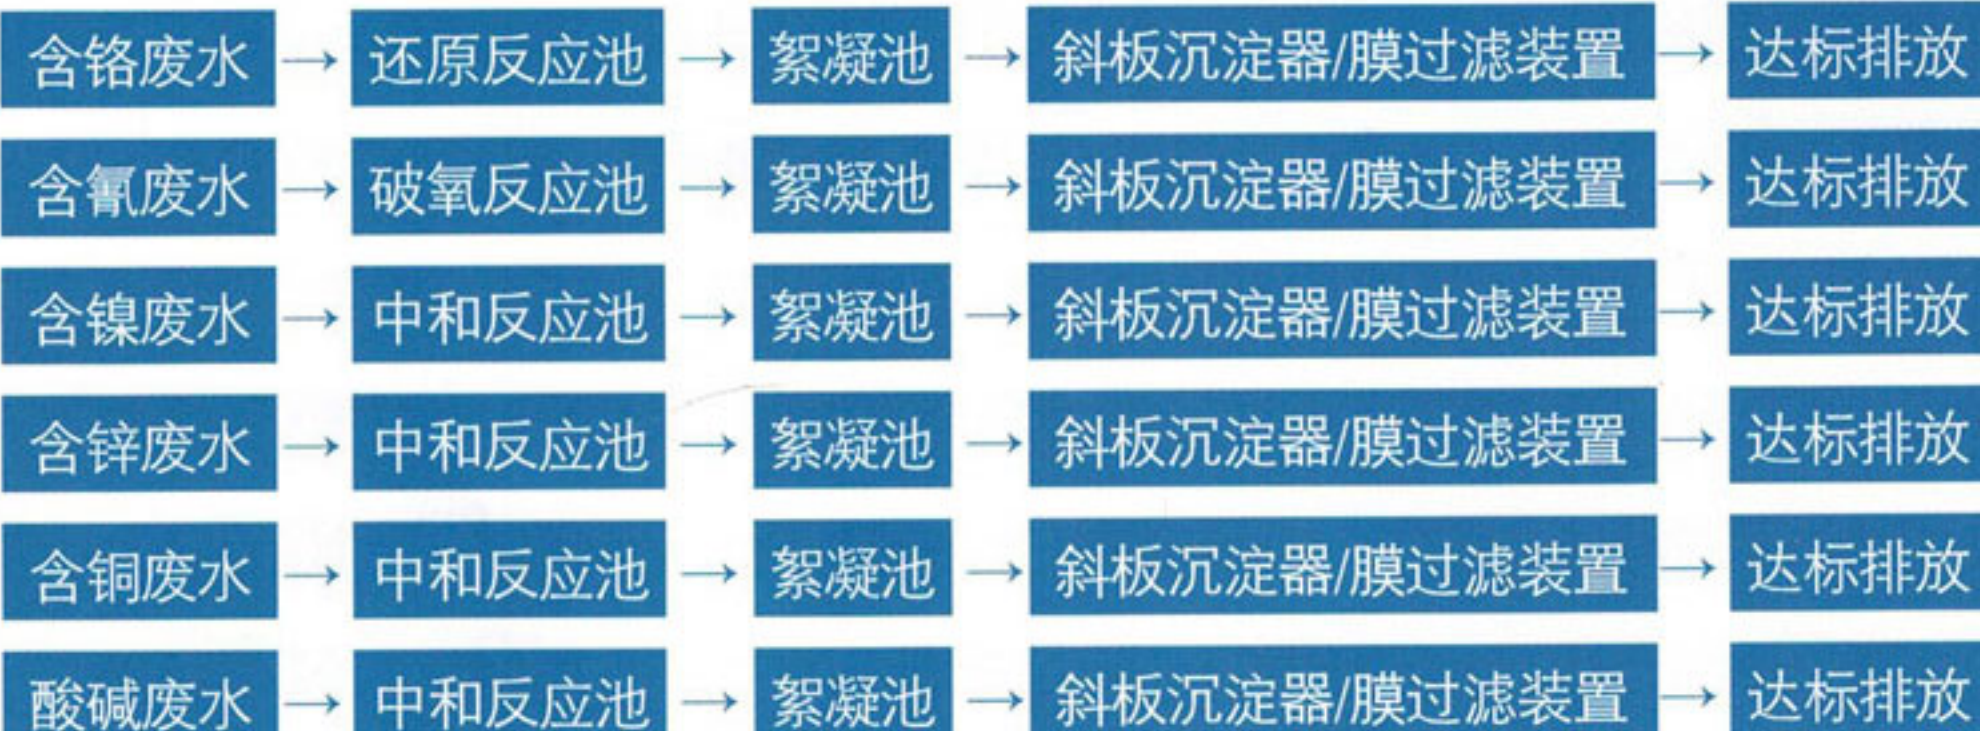 含铬废水 → 还原反应池 → 絮凝池 → 斜板沉淀器/膜过滤装置 → 达标排放
含氰废水 → 破氧反应池 → 絮凝池 → 斜板沉淀器/膜过滤装置 → 达标排放
含镍废水 → 中和反应池 → 絮凝池 → 斜板沉淀器/膜过滤装置 → 达标排放
含锌废水 → 中和反应池 → 絮凝池 → 斜板沉淀器/膜过滤装置 → 达标排放
含铜废水 → 中和反应池 → 絮凝池 → 斜板沉淀器/膜过滤装置 → 达标排放
酸碱废水 → 中和反应池 → 絮凝池 → 斜板沉淀器/膜过滤装置 → 达标排放